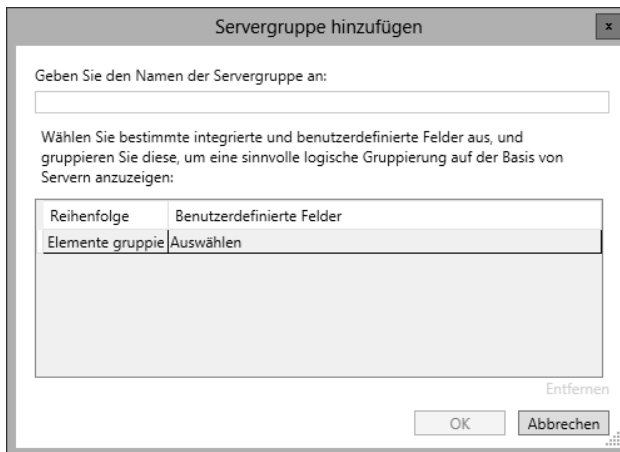 Servergruppe hinzufügen
x
Geben Sie den Namen der Servergruppe an:
Wählen Sie bestimmte integrierte und benutzerdefinierte Felder aus, und
gruppieren Sie diese, um eine sinnvolle logische Gruppierung auf der Basis von
Servern anzuzeigen:
Reihenfolge Benutzerdefinierte Felder
Elemente gruppie Auswählen
Entfernen
OK Abbrechen